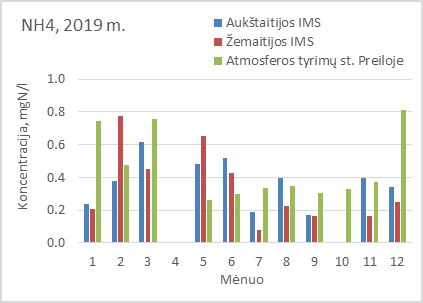 NH4, 2019 m.
Aukštaitijos IMS
Žemaitijos IMS
Atmosferos tyrimų st. Preiloje
Koncentracija, mgN/l
1.0
0.8
0.6
0.4
0.2
0.0
1 2 3 4 5 6 7 8 9 10 11 12
Mėnuo